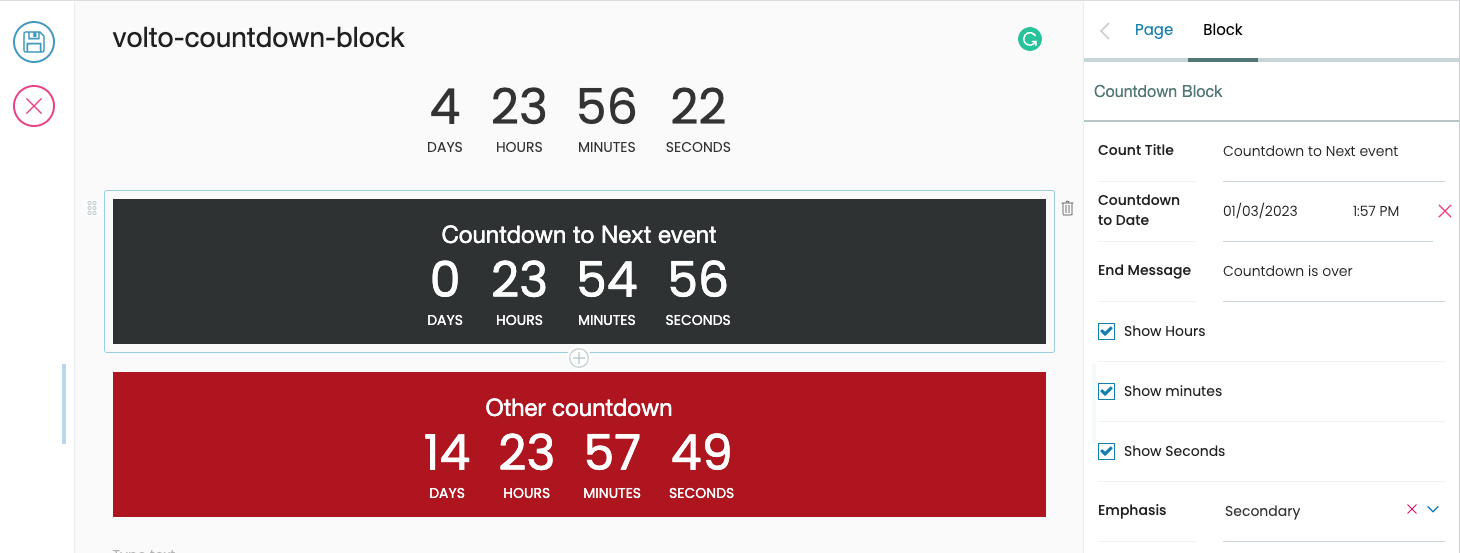 volto-countdown-block
4 23 56 22
DAYS HOURS MINUTES SECONDS
Countdown to Next event
0 23 54 56
DAYS HOURS MINUTES SECONDS
Other countdown
14 23 57 49
DAYS HOURS MINUTES SECONDS
Type text
Page Block
Countdown Block
Count Title Countdown to Next event
Countdown
to Date 01/03/2023 1:57 PM
End Message Countdown is over
Show Hours
Show minutes
Show Seconds
Emphasis Secondary